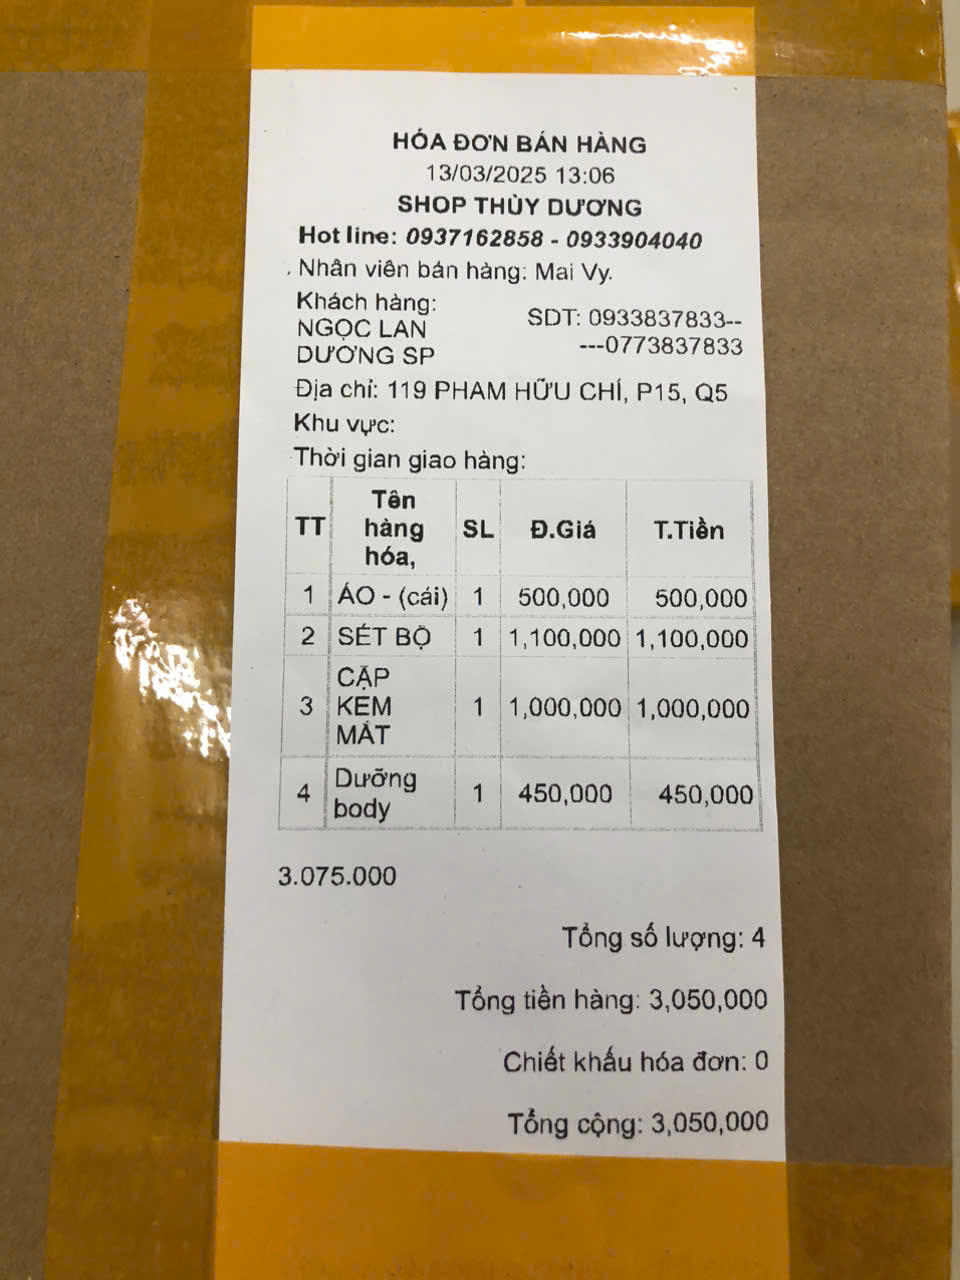 HÓA ĐƠN BÁN HÀNG
13/03/2025 13:06
SHOP THÙY DƯƠNG
Hot line: 0937162858 - 0933904040
Nhân viên bán hàng: Mai Vy.
Khách hàng:
NGỌC LAN
DƯƠNG SP
SDT: 0933837833--
---0773837833
Địa chỉ: 119 PHAM HỮU CHÍ, P15, Q5
Khu vực:
Thời gian giao hàng:
TT Tên hàng hóa, SL Đ.Giá T.Tiền
1 ÁO - (cái) 1 500,000 500,000
2 SÉT BỘ 1 1,100,000 1,100,000
3 CẶP KEM MẮT 1 1,000,000 1,000,000
4 Dưỡng body 1 450,000 450,000
3.075.000
Tổng số lượng: 4
Tổng tiền hàng: 3,050,000
Chiết khấu hóa đơn: 0
Tổng cộng: 3,050,000